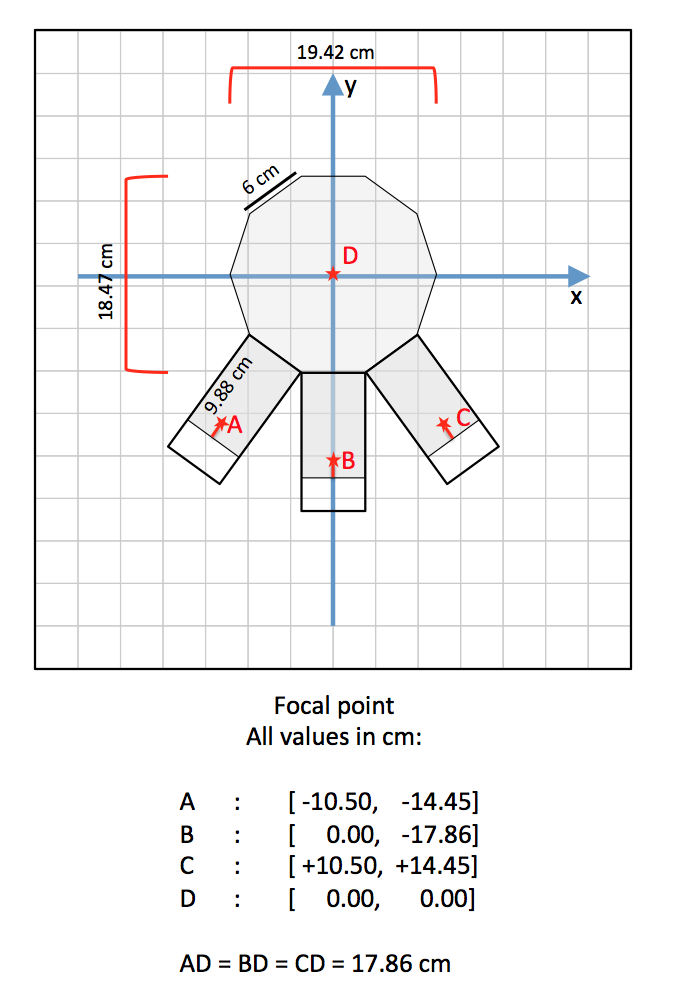 19.42 cm
y
6 cm
D
18.47 cm
x
9.88 cm
A
C
B
Focal point
All values in cm:
A : [ -10.50, -14.45]
B : [ 0.00, -17.86]
C : [ +10.50, +14.45]
D : [ 0.00, 0.00]
AD = BD = CD = 17.86 cm